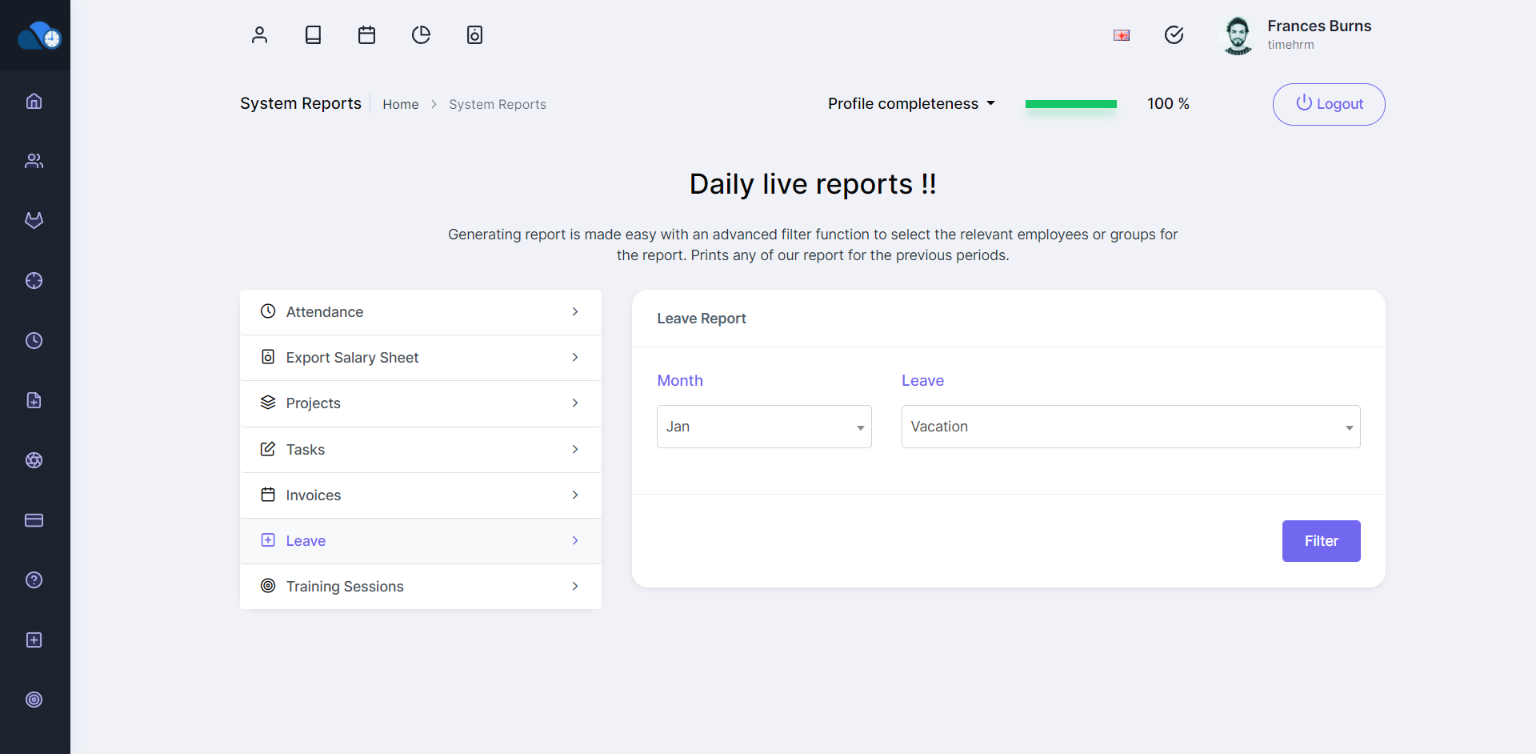 Frances Burns
timehrm
System Reports
Home
System Reports
Profile completeness
100 %
Logout
Daily live reports !!
Generating report is made easy with an advanced filter function to select the relevant employees or groups for
the report. Prints any of our report for the previous periods.
Attendance
Export Salary Sheet
Projects
Tasks
Invoices
Leave
Training Sessions
Leave Report
Month
Leave
Jan
Vacation
Filter